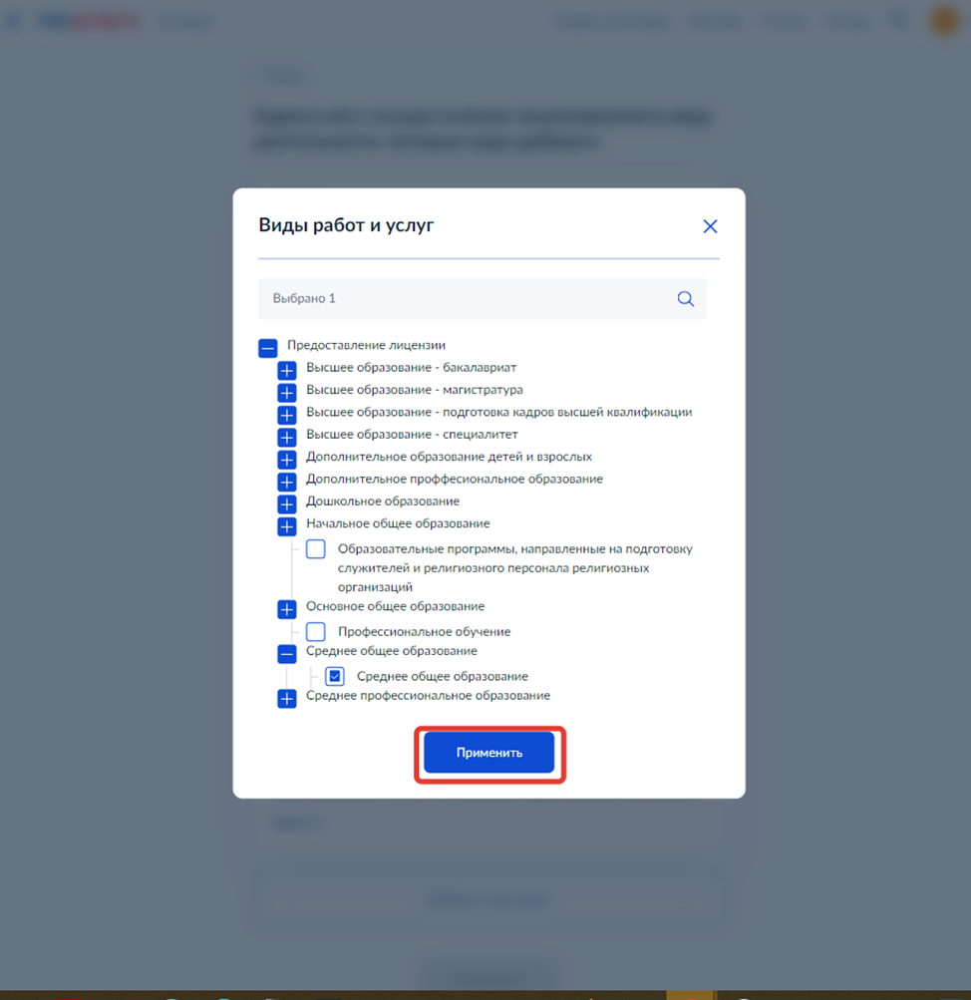 Виды работ и услуг
Выбрано 1
Предоставление лицензии
Высшее образование - бакалавриат
Высшее образование - магистратура
Высшее образование - подготовка кадров высшей квалификации
Высшее образование - специалитет
Дополнительное образование детей и взрослых
Дополнительное проффесиональное образование
Дошкольное образование
Начальное общее образование
Образовательные программы, направленные на подготовку
служителей и религиозного персонала религиозных
организаций
Основное общее образование
Профессиональное обучение
Среднее общее образование
Среднее общее образование
Среднее профессиональное образование
Применить